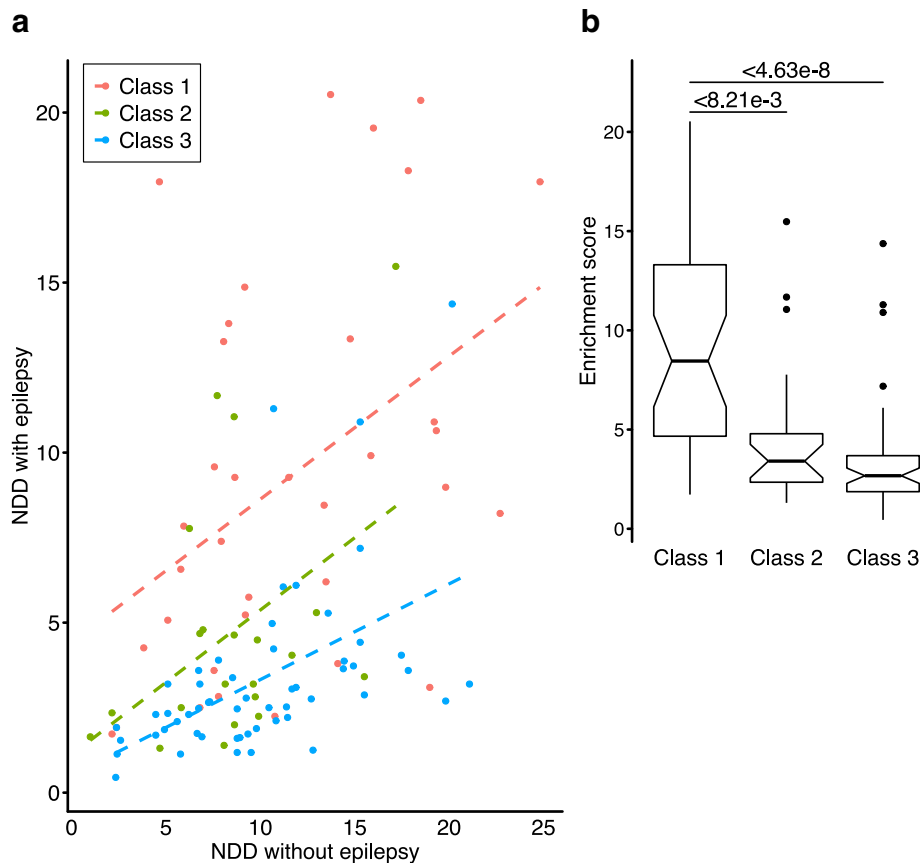 a
NDD with epilepsy
20
15
10
5
0
Class 1
Class 2
Class 3
0 5 10 15 20 25
NDD without epilepsy
b
Enrichment score
20
15
10
5
0
<4.63e-8
<8.21e-3
Class 1 Class 2 Class 3